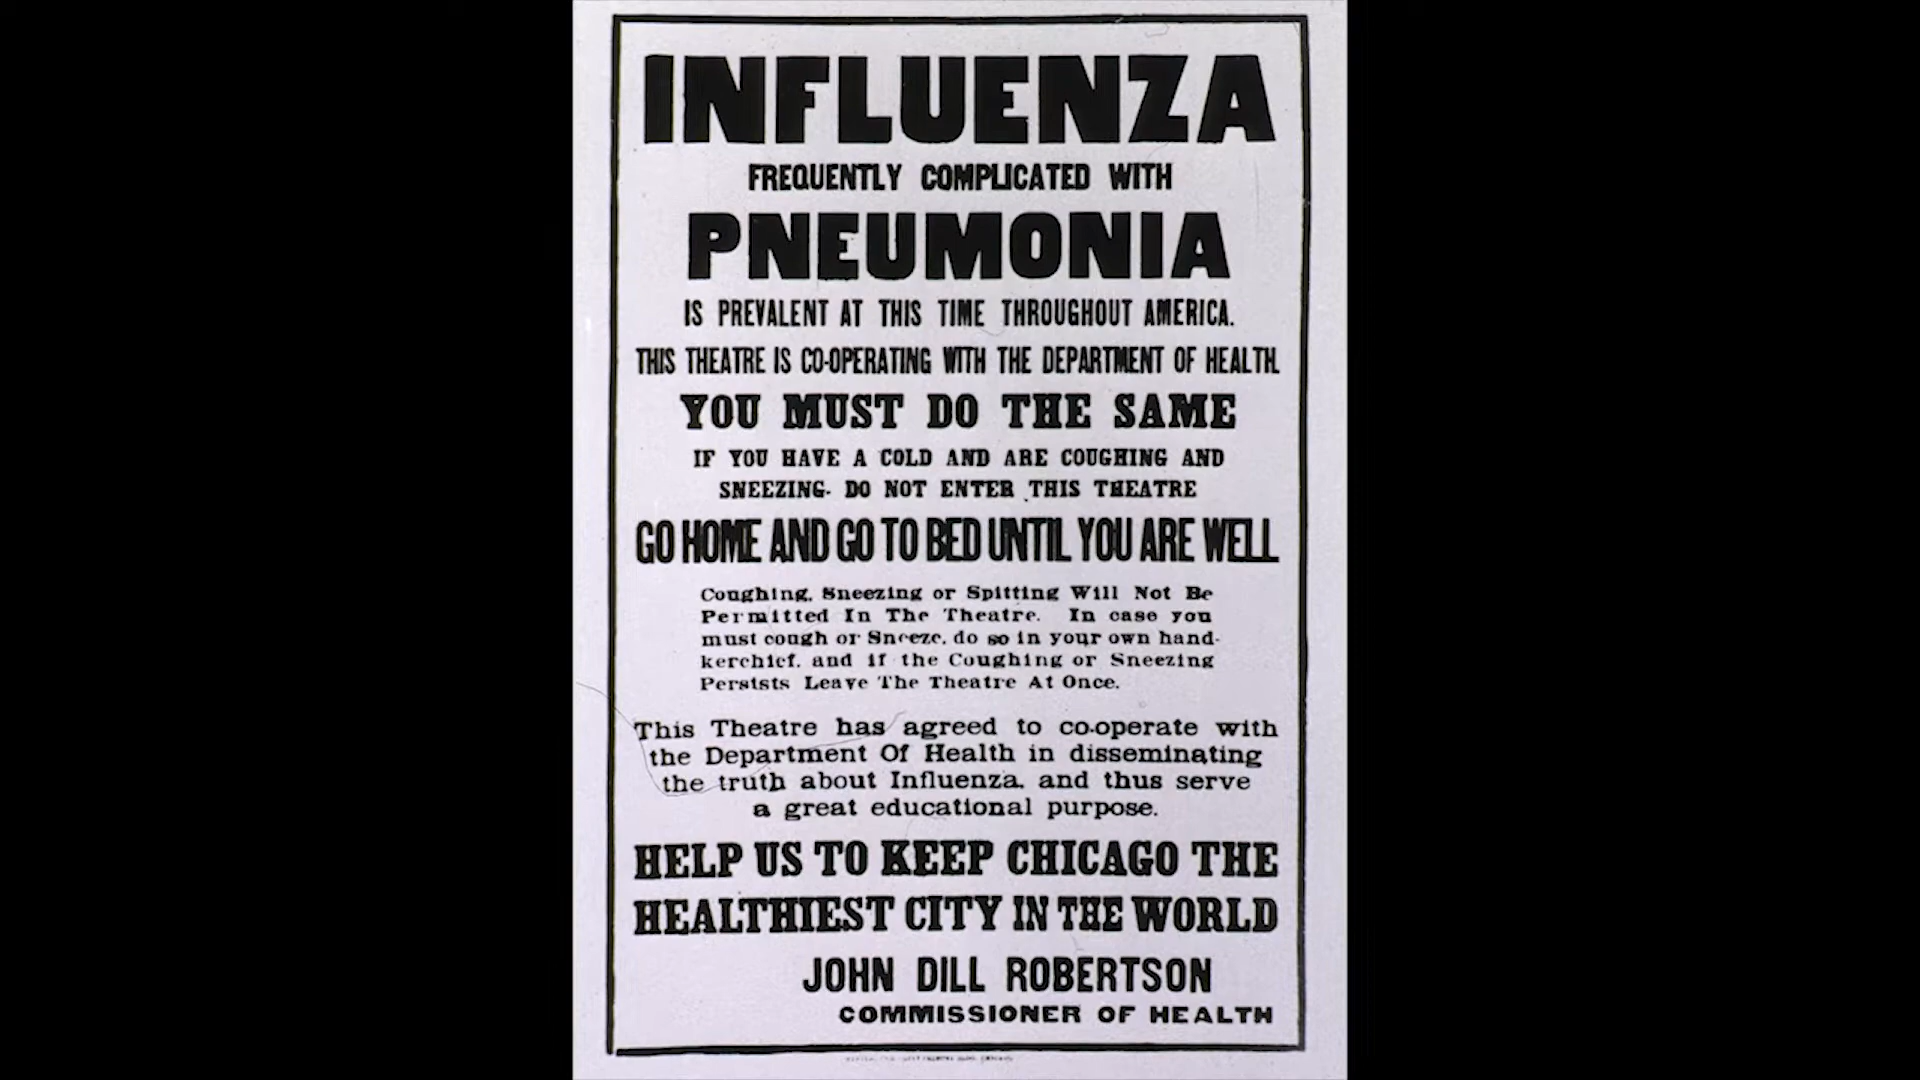 INFLUENZA
FREQUENTLY COMPLICATED WITH
PNEUMONIA
IS PREVALENT AT THIS TIME THROUGHOUT AMERICA.
THIS THEATRE IS CO-OPERATING WITH THE DEPARTMENT OF HEALTH.
YOU MUST DO THE SAME
IF YOU HAVE A COLD AND ARE COUGHING AND
SNEEZING. DO NOT ENTER THIS THEATRE
GO HOME AND GO TO BED UNTIL YOU ARE WELL
Coughing, Sneezing or Spitting Will Not Be
Permitted In The Theatre. In case you
must cough or Sneeze, do so in your own hand-
kerchief, and if the Coughing or Sneezing
Persists Leave The Theatre At Once.
This Theatre has agreed to co-operate with
the Department Of Health in disseminating
the truth about Influenza, and thus serve
a great educational purpose.
HELP US TO KEEP CHICAGO THE
HEALTHIEST CITY IN THE WORLD
JOHN DILL ROBERTSON
COMMISSIONER OF HEALTH